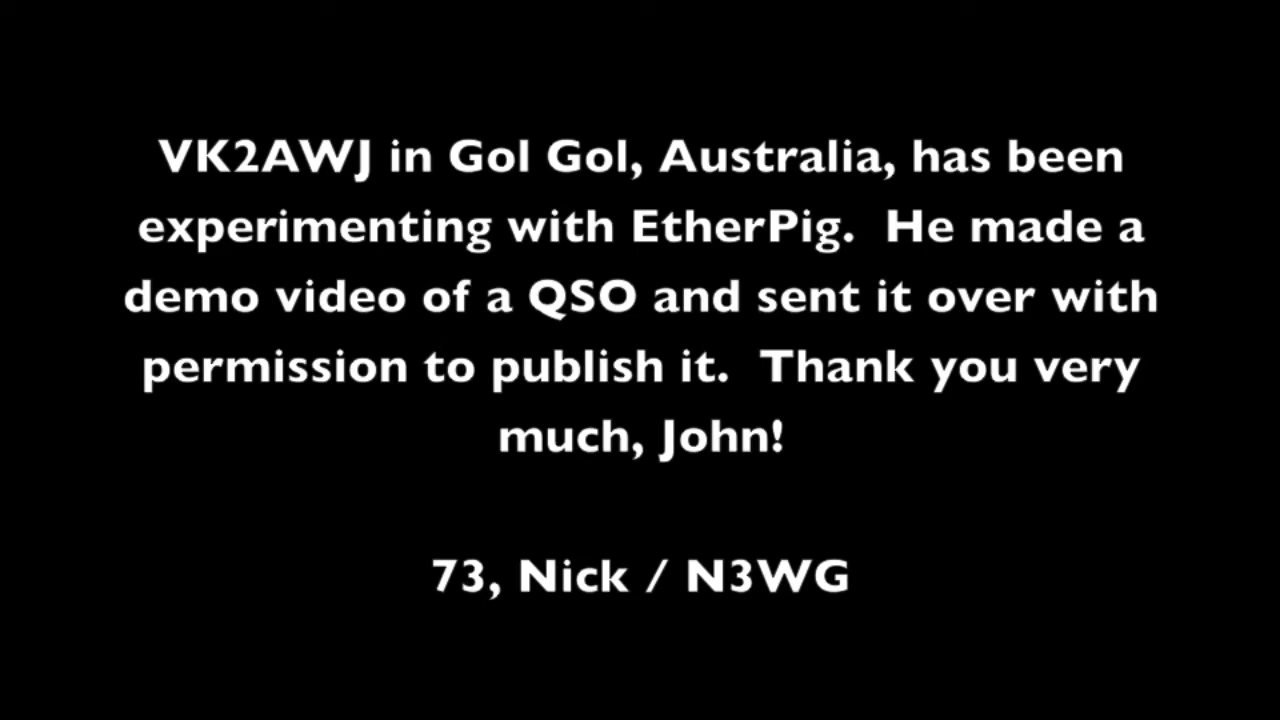 VK2AWJ in Gol Gol, Australia, has been
experimenting with EtherPig.  He made a
demo video of a QSO and sent it over with
permission to publish it.  Thank you very
much, John!
73, Nick / N3WG